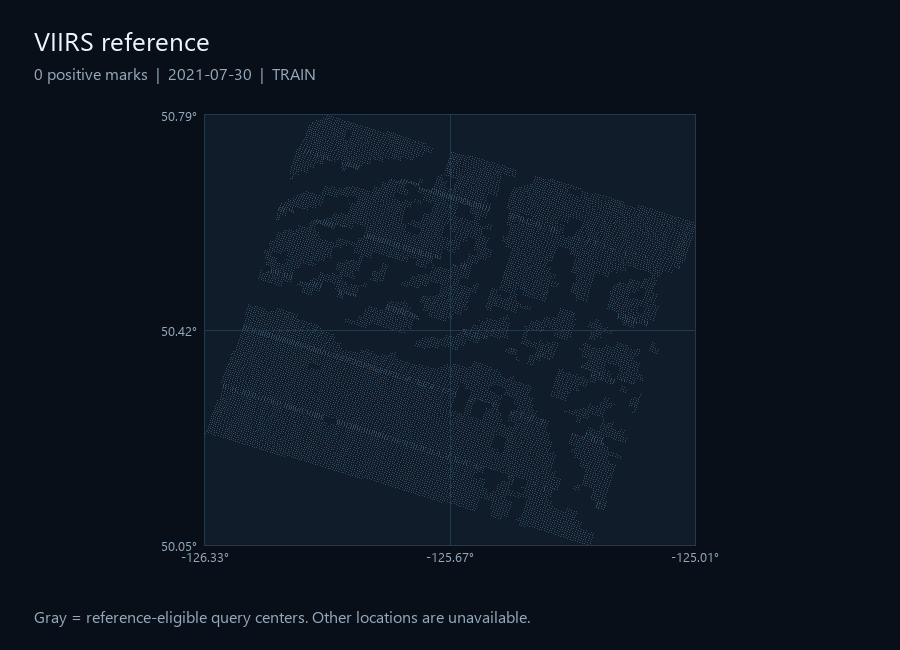 VIIRS reference
0 positive marks | 2021-07-30 | TRAIN
50.79°
50.42°
50.05°
-126.33°
-125.67°
-125.01°
Gray = reference-eligible query centers. Other locations are unavailable.